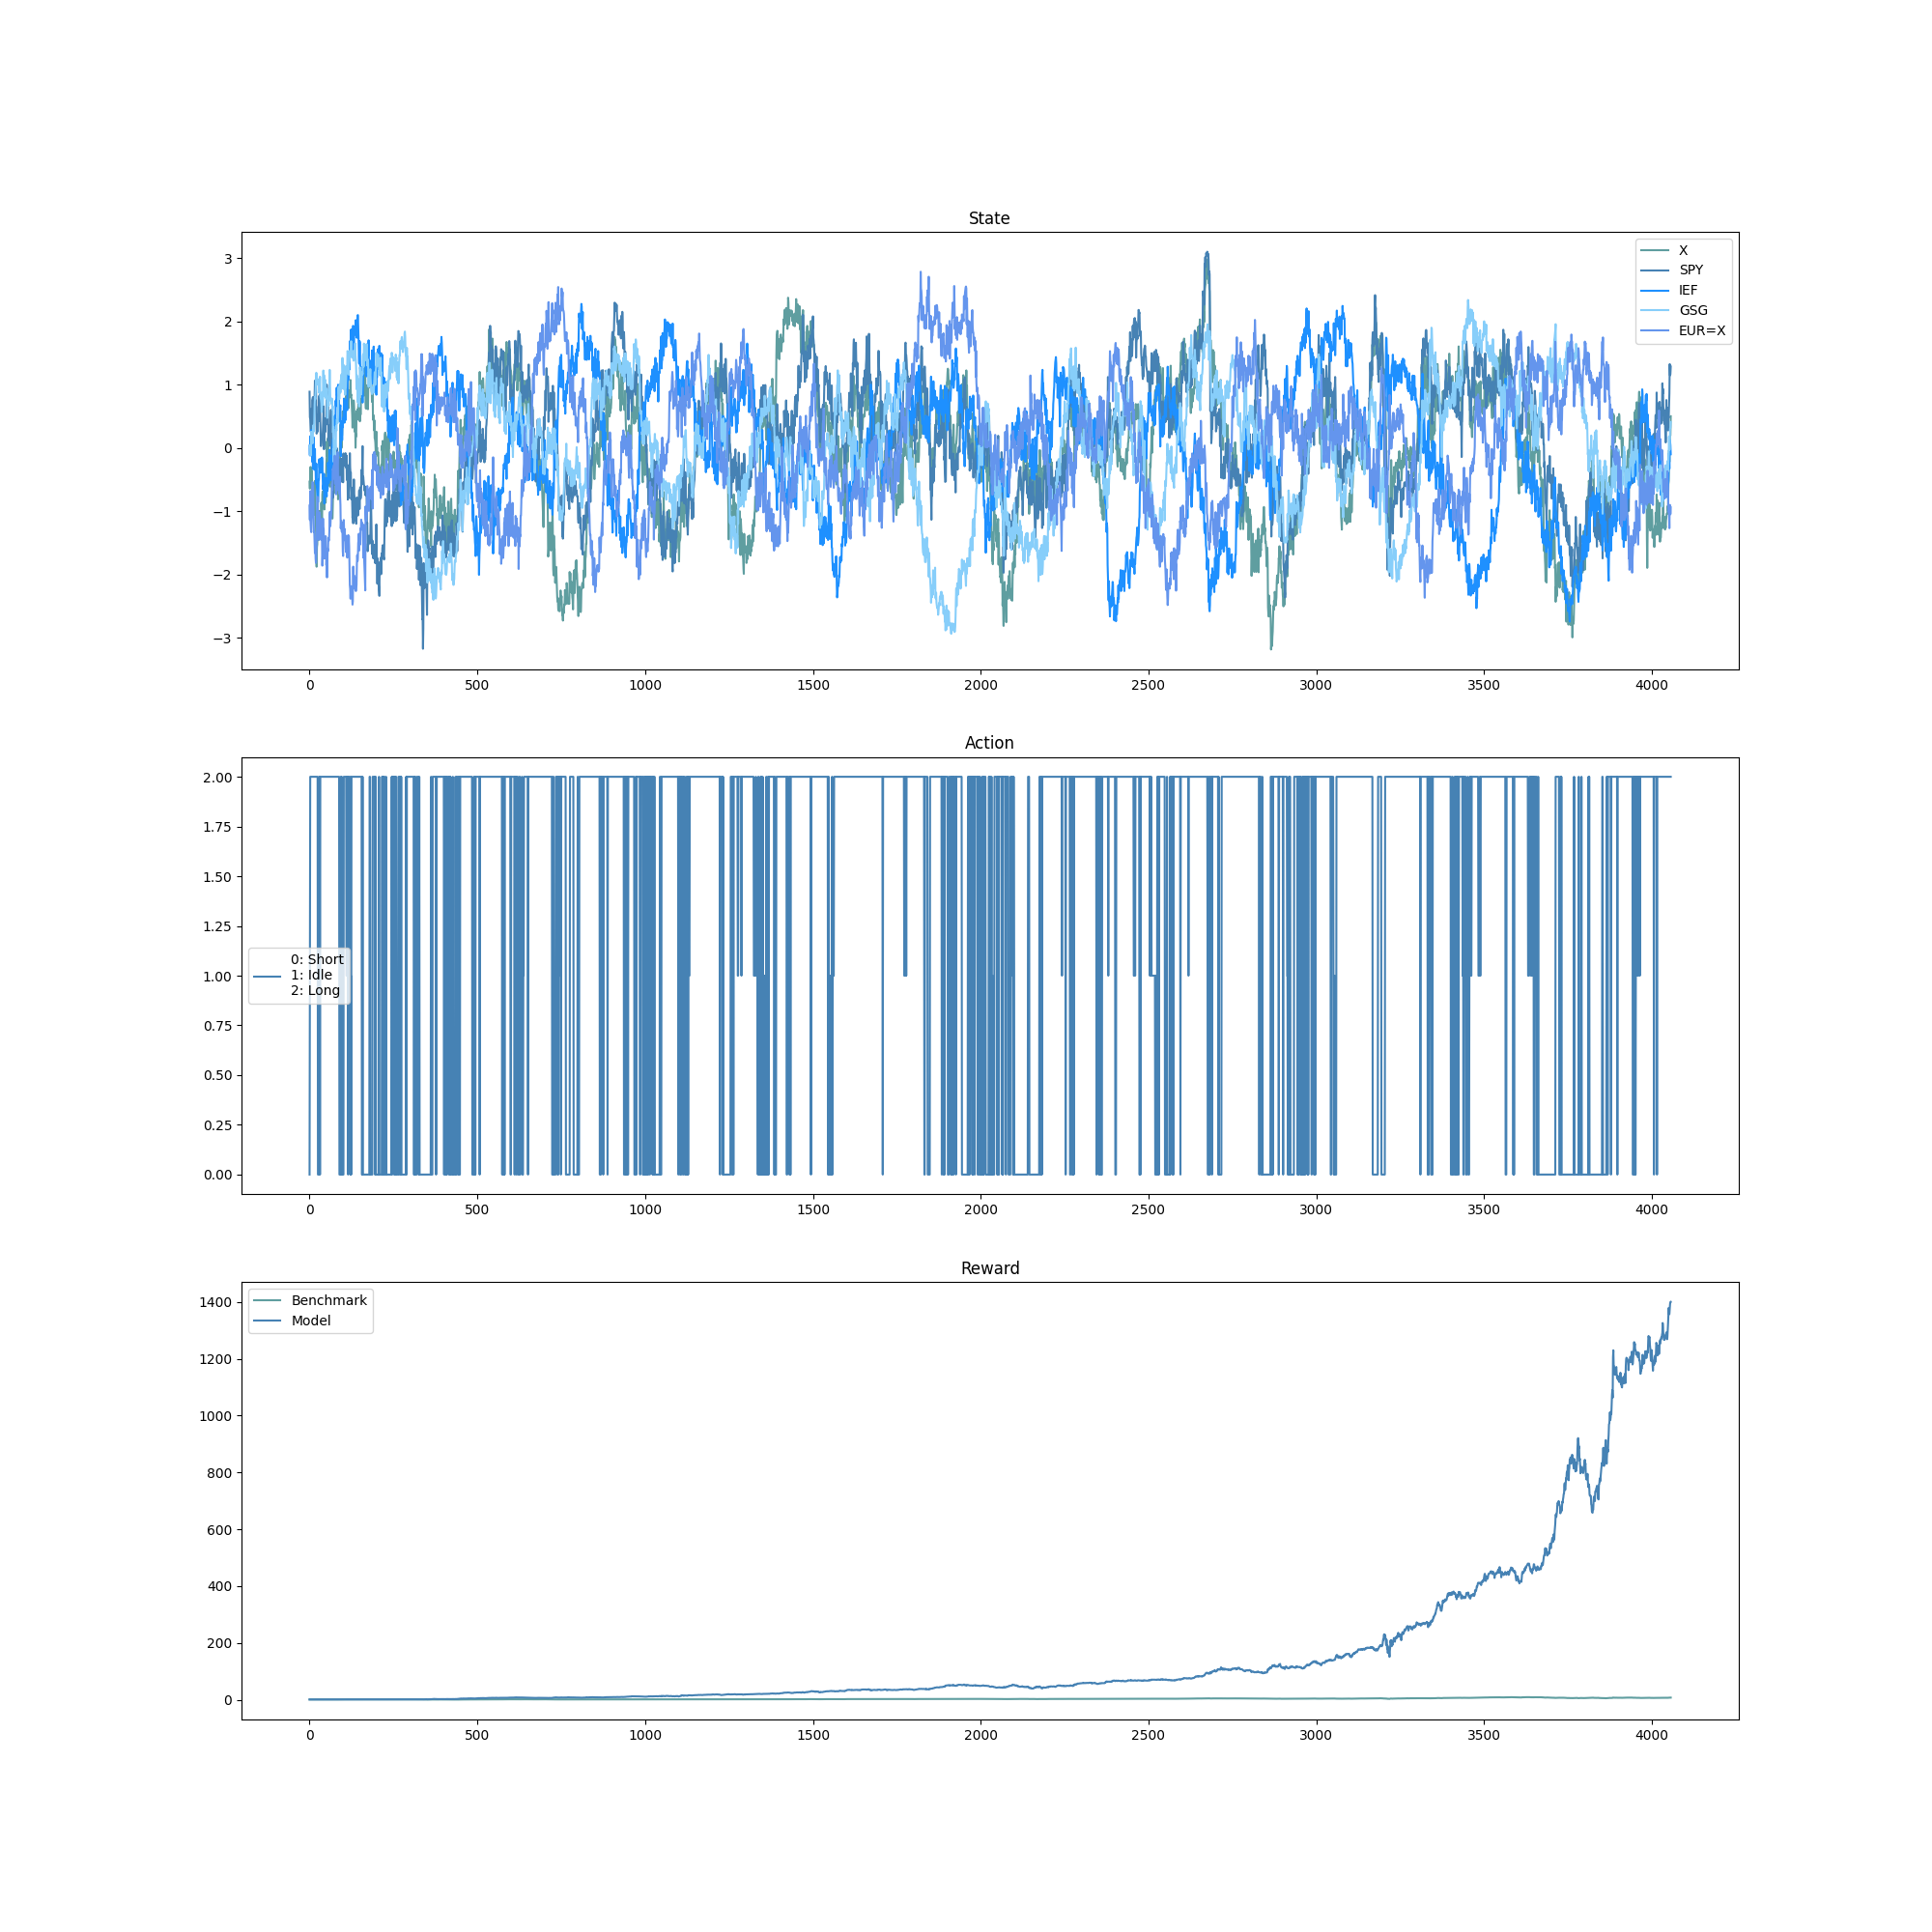 State
3
2
1
0
−1
−2
−3
X
SPY
IEF
GSG
EUR=X
0 500 1000 1500 2000 2500 3000 3500 4000
Action
2.00
1.75
1.50
1.25
1.00
0.75
0.50
0.25
0.00
0: Short
1: Idle
2: Long
0 500 1000 1500 2000 2500 3000 3500 4000
Reward
1400
1200
1000
800
600
400
200
0
Benchmark
Model
0 500 1000 1500 2000 2500 3000 3500 4000